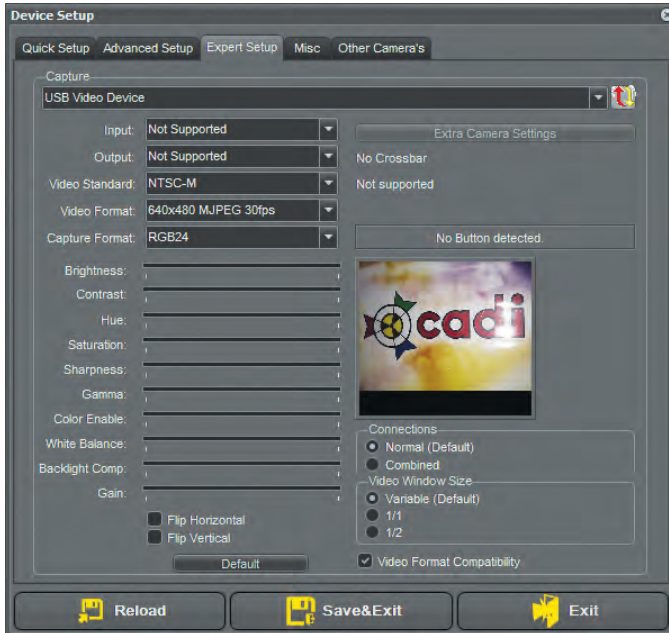 Device Setup
Quick Setup Advanced Setup Expert Setup Misc Other Camera's
Capture
USB Video Device
Input: Not Supported
Extra Camera Settings
Output: Not Supported
No Crossbar
Video Standard: NTSC-M
Not supported
Video Format: 640x480 MJPEG 30fps
Capture Format: RGB24
No Button detected.
Brightness:
Contrast:
Hue:
Saturation:
Sharpness:
Gamma:
Color Enable:
White Balance:
Backlight Comp:
Gain:
cadi
Connections
Normal (Default)
Combined
Video Window Size
Variable (Default)
1/1
1/2
Flip Horizontal
Flip Vertical
Default
Video Format Compatibility
Reload Save&Exit Exit